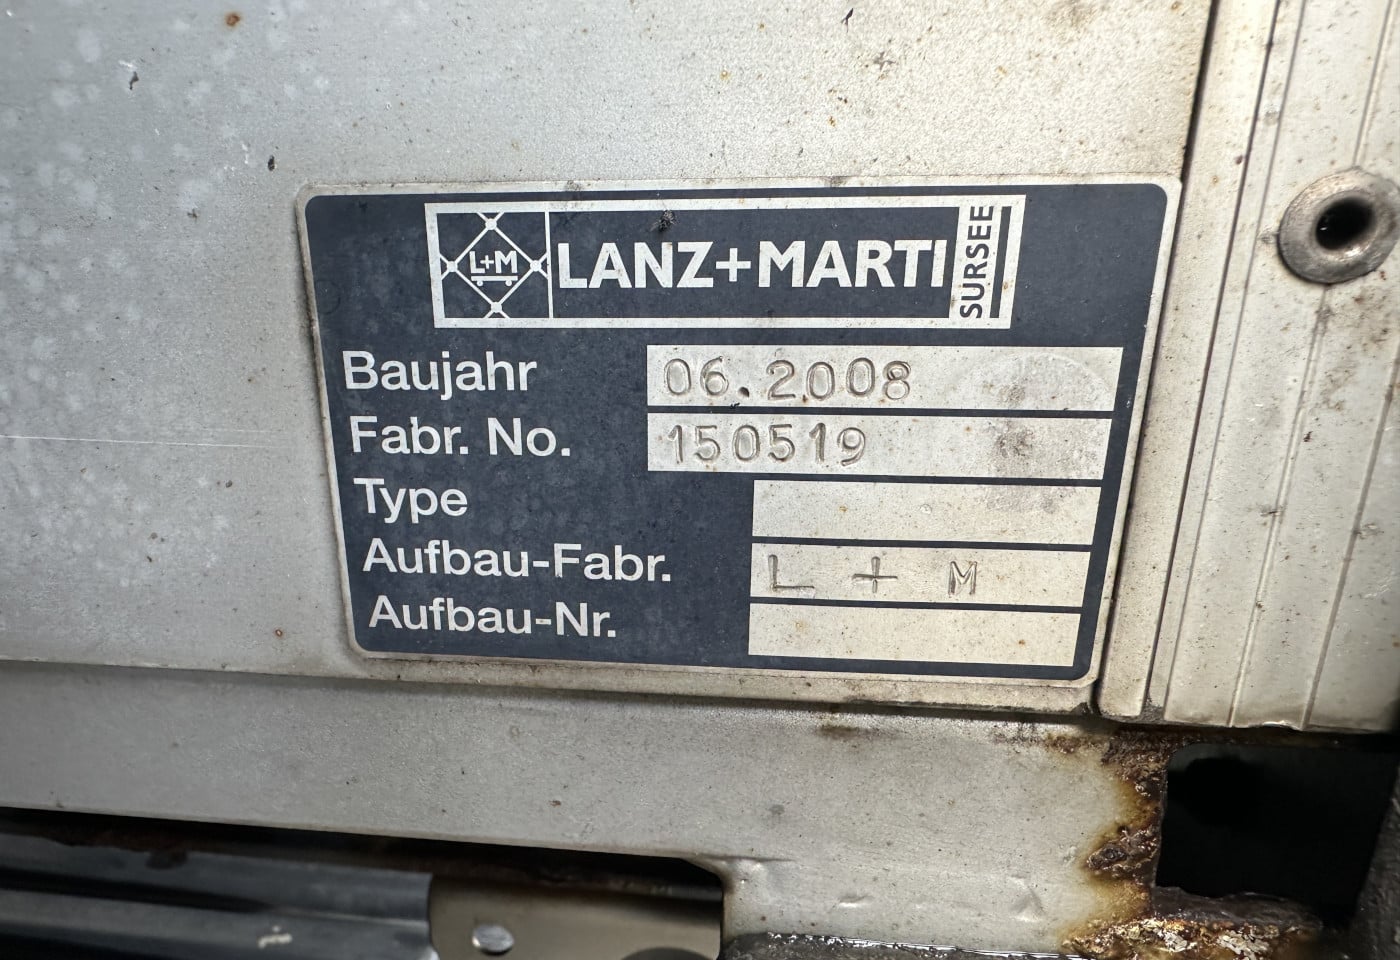 L+M LANZ+MARTI SURSEE
Baujahr 06.2008
Fabr. No. 150519
Type
Aufbau-Fabr. L + M
Aufbau-Nr.